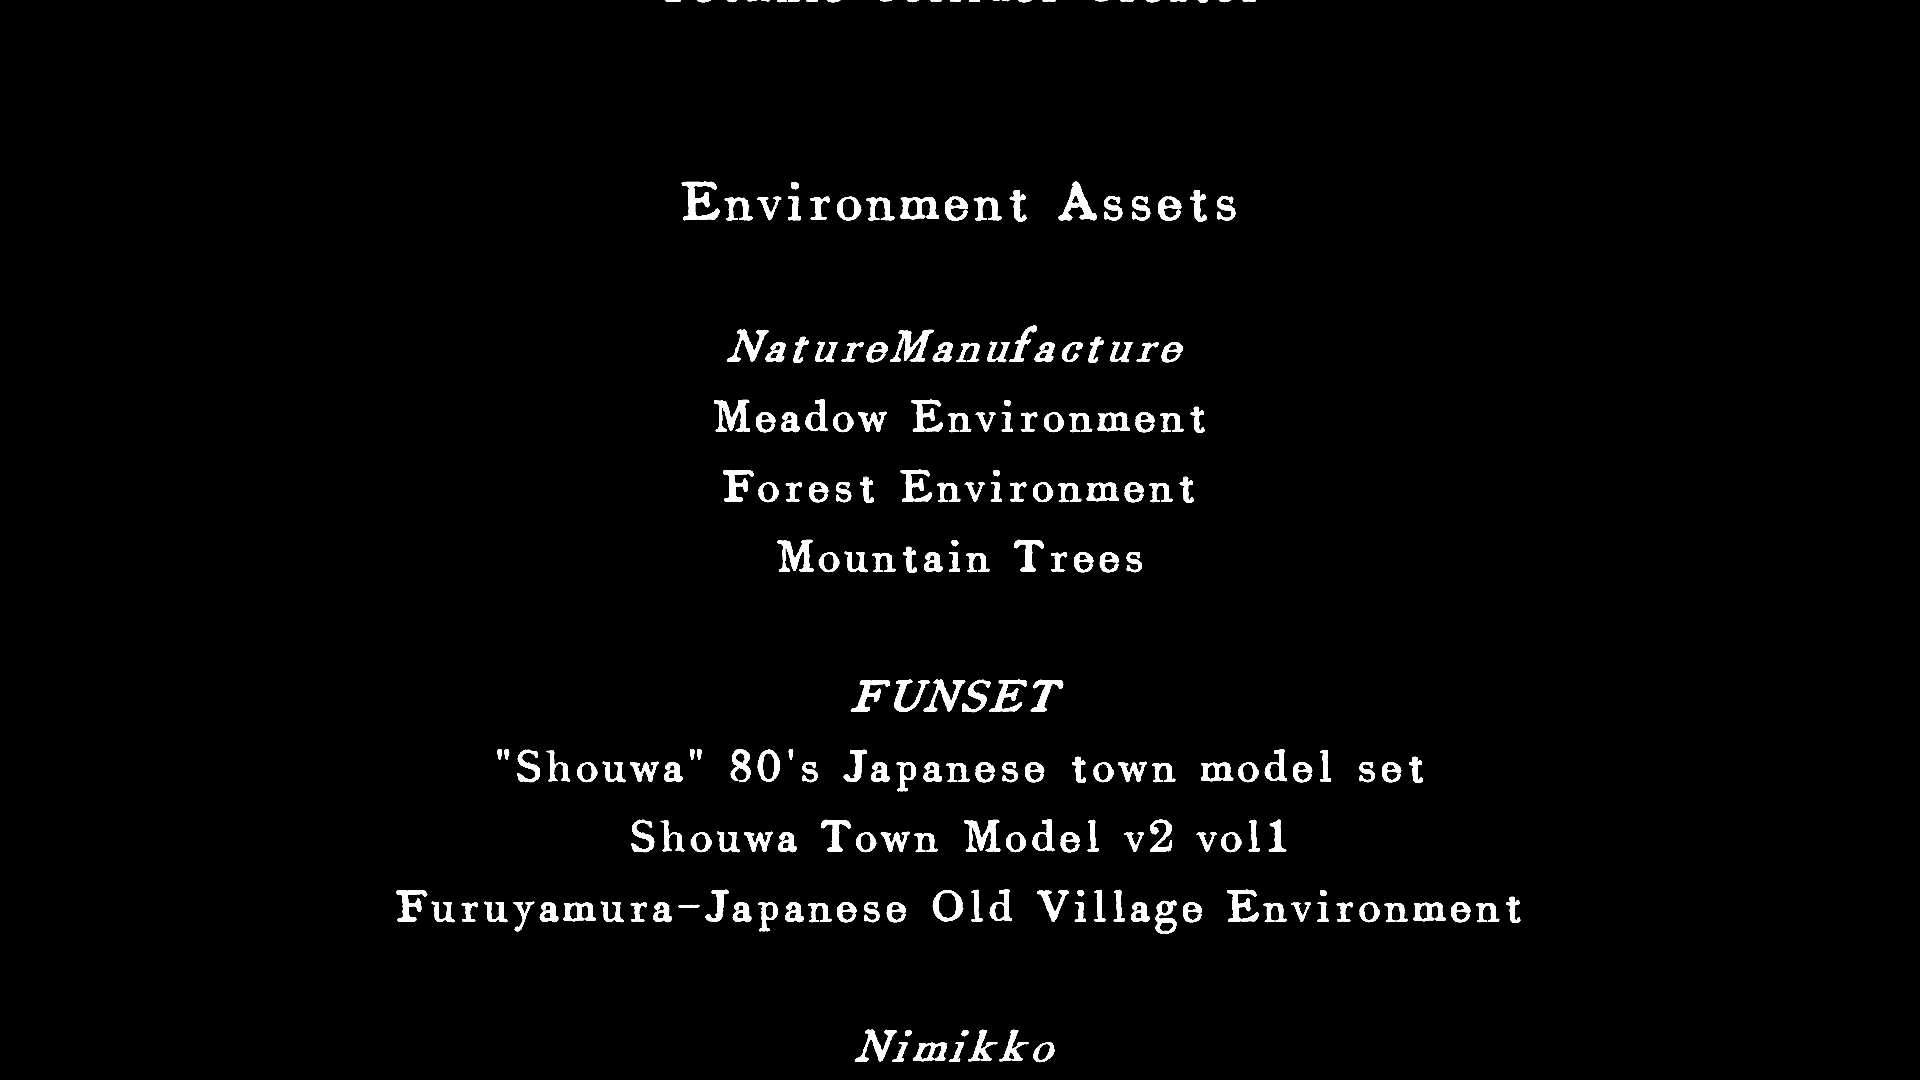 Environment Assets
NatureManufacture
Meadow Environment
Forest Environment
Mountain Trees
FUNSET
"Shouwa" 80's Japanese town model set
Shouwa Town Model v2 vol1
Furuyamura-Japanese Old Village Environment
Nimikko